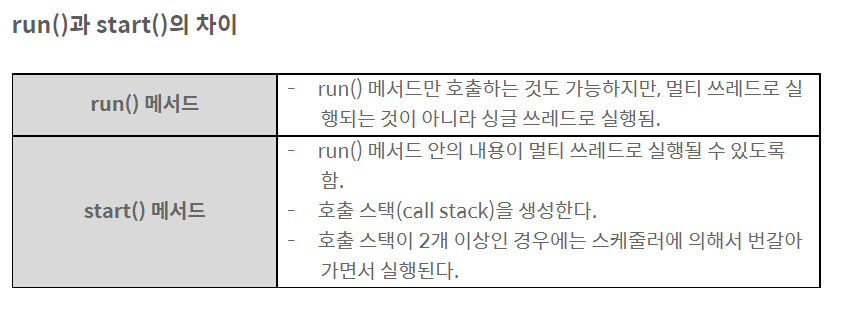 run()과 start()의 차이
run() 메서드
- run() 메서드만 호출하는 것도 가능하지만, 멀티 쓰레드로 실
행되는 것이 아니라 싱글 쓰레드로 실행됨.
start() 메서드
- run() 메서드 안의 내용이 멀티 쓰레드로 실행될 수 있도록
함.
- 호출 스택(call stack)을 생성한다.
- 호출 스택이 2개 이상인 경우에는 스케줄러에 의해서 번갈아
가면서 실행된다.